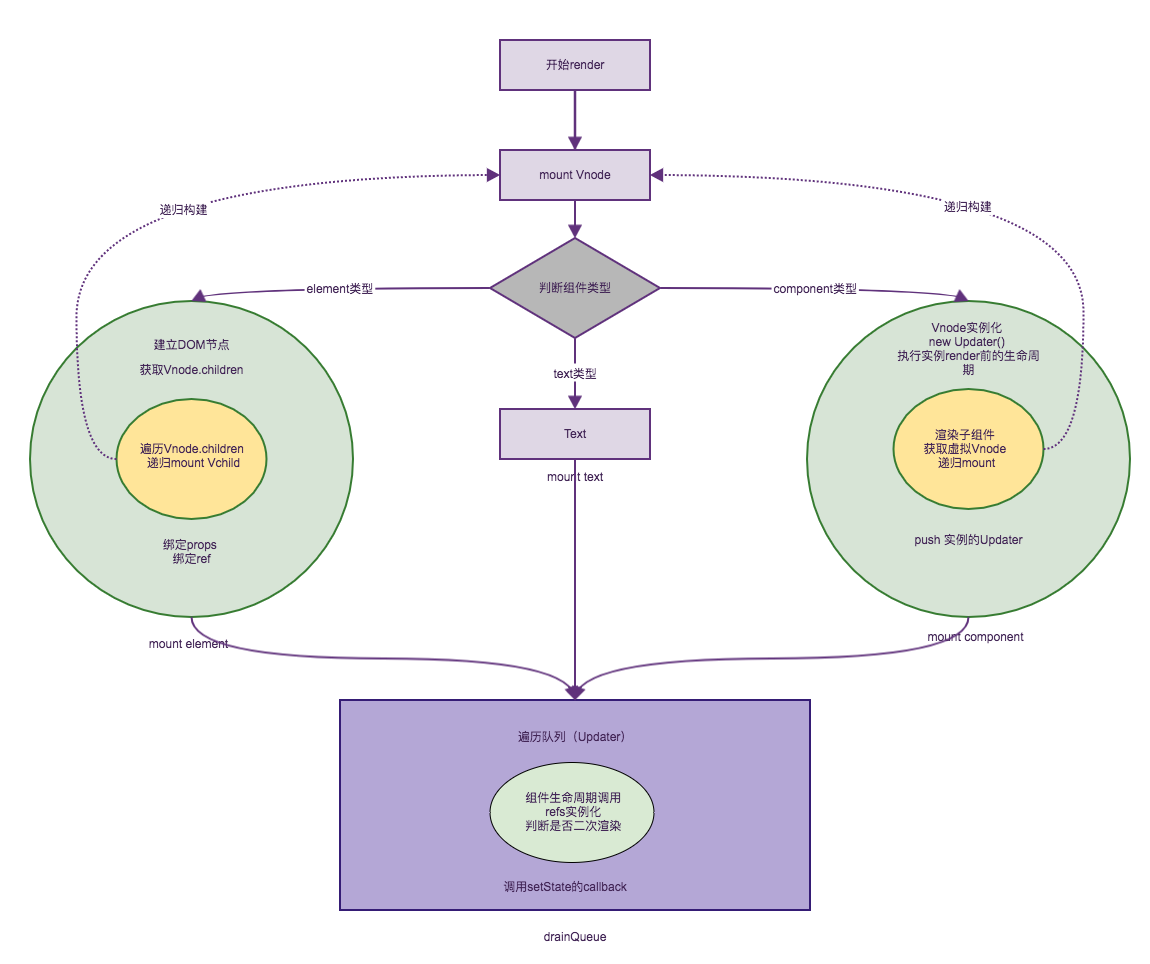 开始render
mount Vnode
递归构建
递归构建
判断组件类型
element类型
component类型
text类型
建立DOM节点
获取Vnode.children
遍历Vnode.children
递归mount Vchild
绑定props
绑定ref
mount element
Text
mount text
Vnode实例化
new Updater()
执行实例render前的生命周
期
渲染子组件
获取虚拟Vnode
递归mount
push 实例的Updater
mount component
遍历队列（Updater）
组件生命周期调用
refs实例化
判断是否二次渲染
调用setState的callback
drainQueue